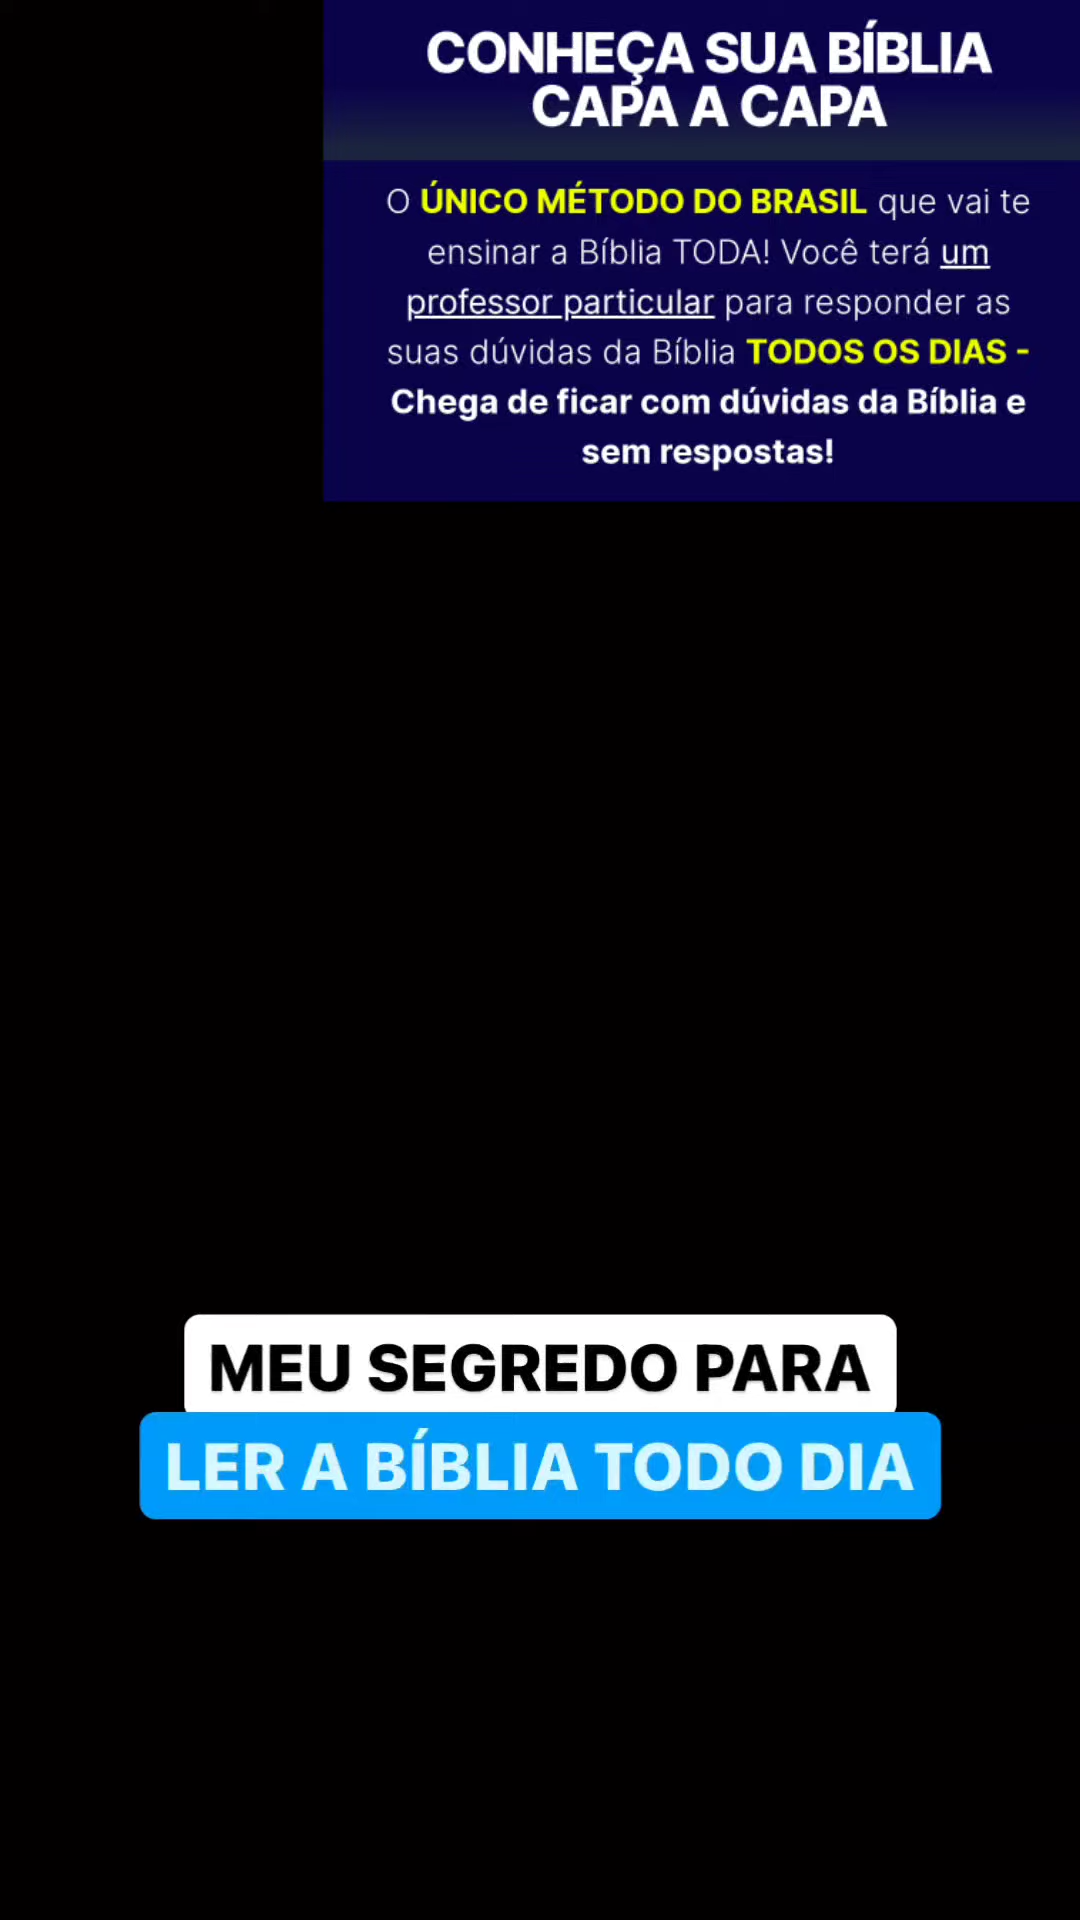 CONHEÇA SUA BÍBLIA
CAPA A CAPA
O ÚNICO MÉTODO DO BRASIL que vai te
ensinar a Bíblia TODA! Você terá um
professor particular para responder as
suas dúvidas da Bíblia TODOS OS DIAS -
Chega de ficar com dúvidas da Bíblia e
sem respostas!
MEU SEGREDO PARA
LER A BÍBLIA TODO DIA